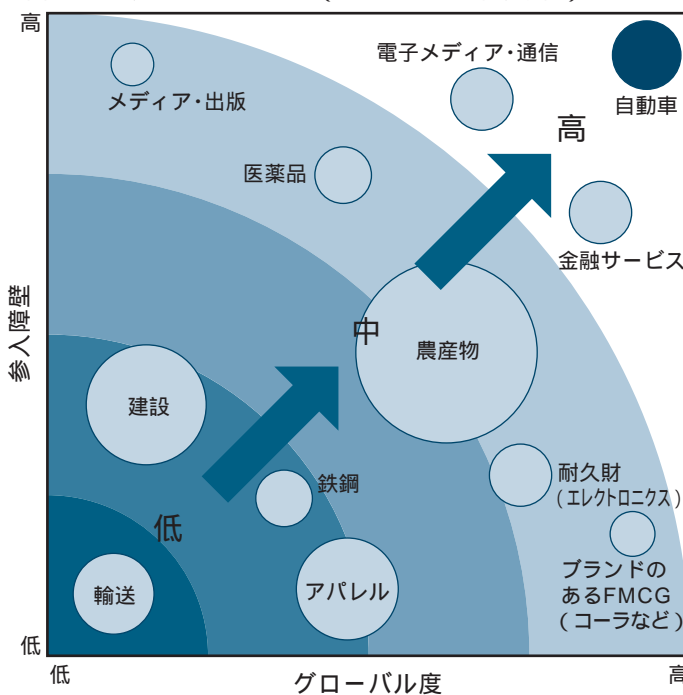 高
電子メディア・通信
メディア・出版
自動車
高
医薬品
金融サービス
参入障壁
中
農産物
建設
耐久財
(エレクトロニクス)
鉄鋼
低
ブランドの
あるFMCG
(コーラなど)
輸送
アパレル
低
低
グローバル度
高